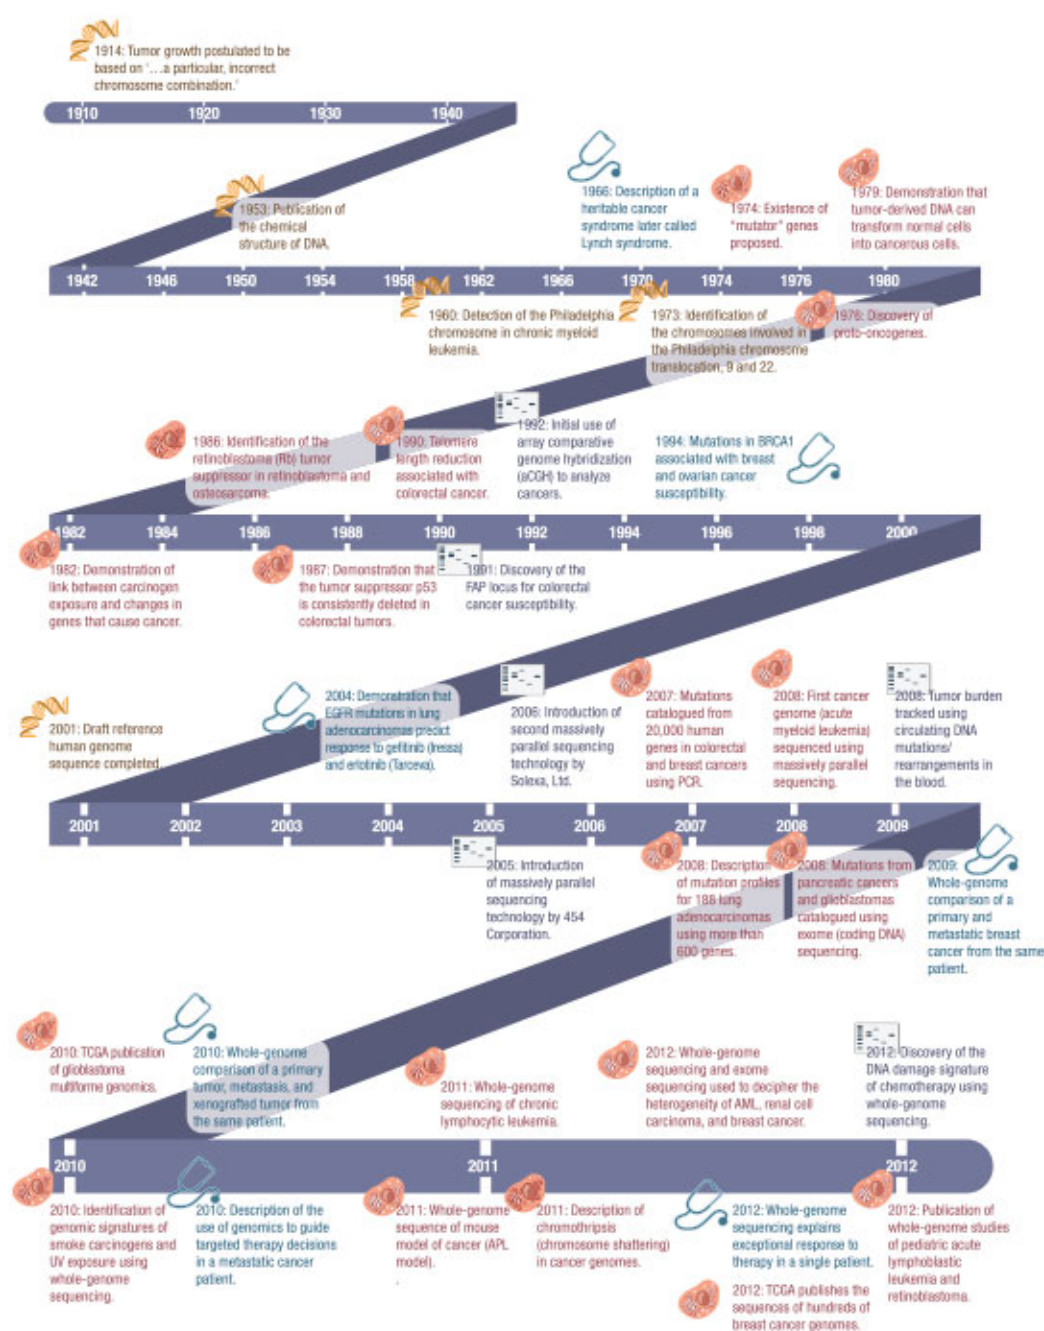 1914: Tumor growth postulated to be
based on ‘…a particular, incorrect
chromosome combination.’
1910 1920 1930 1940
1953: Publication of
the chemical
structure of DNA.
1966: Description of a
heritable cancer
syndrome later called
Lynch syndrome.
1974: Existence of
"mutator" genes
proposed.
1979: Demonstration that
tumor-derived DNA can
transform normal cells
into cancerous cells.
1942 1946 1950 1954 1958 1962 1966 1970 1974 1976 1980
1960: Detection of the Philadelphia
chromosome in chronic myeloid
leukemia.
1973: Identification of
the chromosomes involved in
the Philadelphia chromosome
translocation, 9 and 22.
1976: Discovery of
proto-oncogenes.
1986: Identification of the
retinoblastoma (Rb) tumor
suppressor in retinoblastoma and
osteosarcoma.
1990: Telomere
length reduction
associated with
colorectal cancer.
1992: Initial use of
array comparative
genome hybridization
(aCGH) to analyze
cancers.
1994: Mutations in BRCA1
associated with breast
and ovarian cancer
susceptibility.
1982 1984 1986 1988 1990 1992 1994 1996 1998 2000
1982: Demonstration of
link between carcinogen
exposure and changes in
genes that cause cancer.
1987: Demonstration that
the tumor suppressor p53
is consistently deleted in
colorectal tumors.
1991: Discovery of the
FAP locus for colorectal
cancer susceptibility.
2001: Draft reference
human genome
sequence completed.
2004: Demonstration that
EGFR mutations in lung
adenocarcinomas predict
response to gefitinib (Iressa)
and erlotinib (Tarceva).
2006: Introduction of
second massively
parallel sequencing
technology by
Solexa, Ltd.
2007: Mutations
catalogued from
20,000 human
genes in colorectal
and breast cancers
using PCR.
2008: First cancer
genome (acute
myeloid leukemia)
sequenced using
massively parallel
sequencing.
2008: Tumor burden
tracked using
circulating DNA
mutations/
rearrangements in
the blood.
2001 2002 2003 2004 2005 2006 2007 2008 2009
2005: Introduction
of massively parallel
sequencing
technology by 454
Corporation.
2008: Description
of mutation profiles
for 188 lung
adenocarcinomas
using more than
600 genes.
2008: Mutations from
pancreatic cancers
and glioblastomas
catalogued using
exome (coding DNA)
sequencing.
2009:
Whole-genome
comparison of a
primary and
metastatic breast
cancer from the same
patient.
2010: TCGA publication
of glioblastoma
multiforme genomics.
2010: Whole-genome
comparison of a primary
tumor, metastasis, and
xenografted tumor from
the same patient.
2011: Whole-genome
sequencing of chronic
lymphocytic leukemia.
2012: Whole-genome
sequencing and exome
sequencing used to decipher the
heterogeneity of AML, renal cell
carcinoma, and breast cancer.
2012: Discovery of the
DNA damage signature
of chemotherapy using
whole-genome
sequencing.
2010 2011 2012
2010: Identification of
genomic signatures of
smoke carcinogens and
UV exposure using
whole-genome
sequencing.
2010: Description of the
use of genomics to guide
targeted therapy decisions
in a metastatic cancer
patient.
2011: Whole-genome
sequence of mouse
model of cancer (APL
model).
.
2011: Description of
chromothripsis
(chromosome shattering)
in cancer genomes.
2012: Whole-genome
sequencing explains
exceptional response to
therapy in a single patient.
2012: TCGA publishes the
sequences of hundreds of
breast cancer genomes.
2012: Publication of
whole-genome studies
of pediatric acute
lymphoblastic
leukemia and
retinoblastoma.